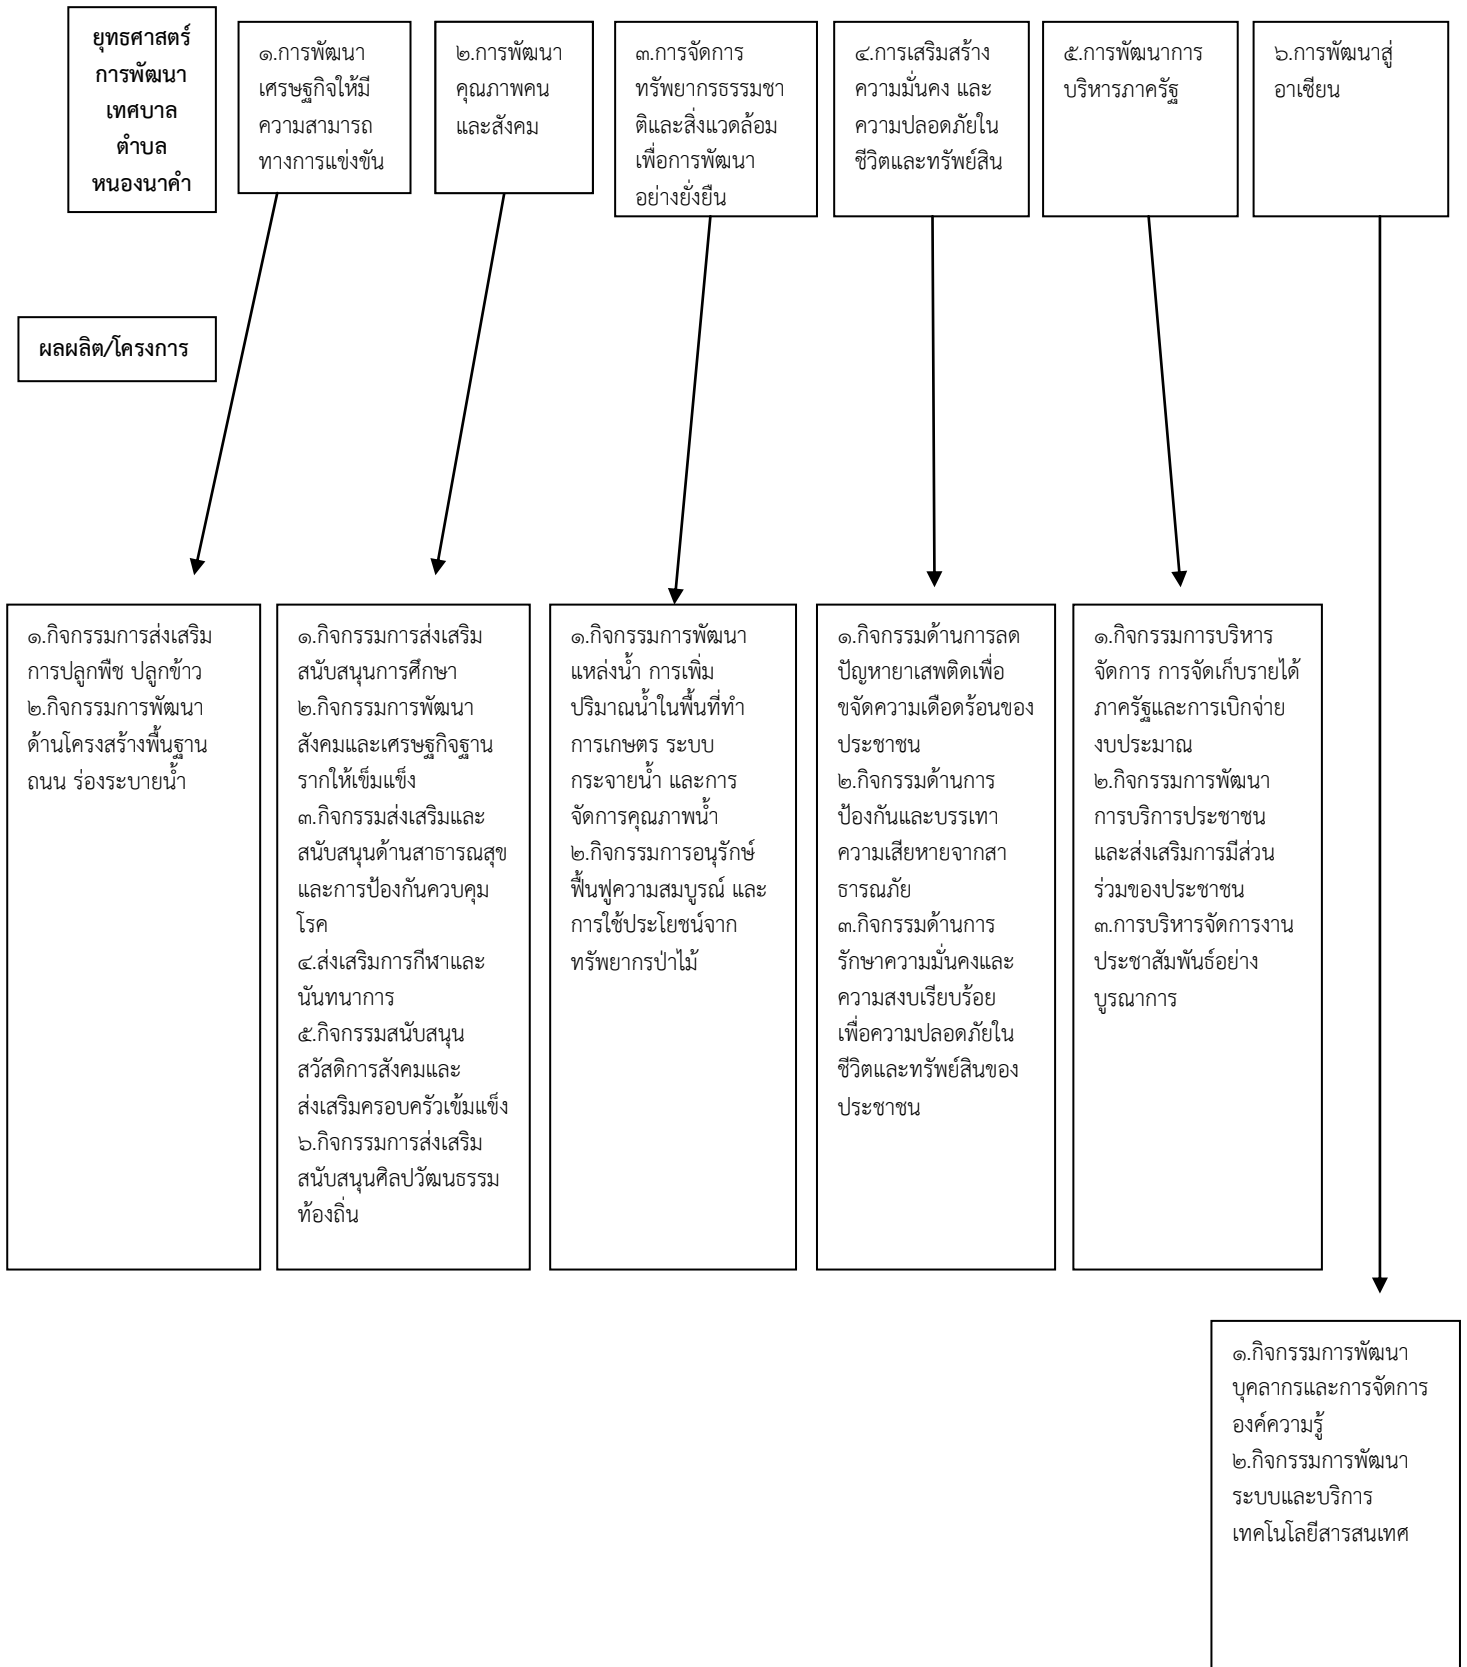 ยุทธศาสตร์
การพัฒนา
เทศบาล
ตำบล
หนองนาคำ
๑.การพัฒนา
เศรษฐกิจให้มี
ความสามารถ
ทางการแข่งขัน
๒.การพัฒนา
คุณภาพคน
และสังคม
๓.การจัดการ
ทรัพยากรธรรมชา
ติและสิ่งแวดล้อม
เพื่อการพัฒนา
อย่างยั่งยืน
๔.การเสริมสร้าง
ความมั่นคง และ
ความปลอดภัยใน
ชีวิตและทรัพย์สิน
๕.การพัฒนาการ
บริหารภาครัฐ
๖.การพัฒนาสู่
อาเซียน
ผลผลิต/โครงการ
๑.กิจกรรมการส่งเสริม
การปลูกพืช ปลูกข้าว
๒.กิจกรรมการพัฒนา
ด้านโครงสร้างพื้นฐาน
ถนน ร่องระบายน้ำ
๑.กิจกรรมการส่งเสริม
สนับสนุนการศึกษา
๒.กิจกรรมการพัฒนา
สังคมและเศรษฐกิจฐาน
รากให้เข็มแข็ง
๓.กิจกรรมส่งเสริมและ
สนับสนุนด้านสาธารณสุข
และการป้องกันควบคุม
โรค
๔.ส่งเสริมการกีฬาและ
นันทนาการ
๕.กิจกรรมสนับสนุน
สวัสดิการสังคมและ
ส่งเสริมครอบครัวเข้มแข็ง
๖.กิจกรรมการส่งเสริม
สนับสนุนศิลปวัฒนธรรม
ท้องถิ่น
๑.กิจกรรมการพัฒนา
แหล่งน้ำ การเพิ่ม
ปริมาณน้ำในพื้นที่ทำ
การเกษตร ระบบ
กระจายน้ำ และการ
จัดการคุณภาพน้ำ
๒.กิจกรรมการอนุรักษ์
ฟื้นฟูความสมบูรณ์ และ
การใช้ประโยชน์จาก
ทรัพยากรป่าไม้
๑.กิจกรรมด้านการลด
ปัญหายาเสพติดเพื่อ
ขจัดความเดือดร้อนของ
ประชาชน
๒.กิจกรรมด้านการ
ป้องกันและบรรเทา
ความเสียหายจากสา
ธารณภัย
๓.กิจกรรมด้านการ
รักษาความมั่นคงและ
ความสงบเรียบร้อย
เพื่อความปลอดภัยใน
ชีวิตและทรัพย์สินของ
ประชาชน
๑.กิจกรรมการบริหาร
จัดการ การจัดเก็บรายได้
ภาครัฐและการเบิกจ่าย
งบประมาณ
๒.กิจกรรมการพัฒนา
การบริการประชาชน
และส่งเสริมการมีส่วน
ร่วมของประชาชน
๓.การบริหารจัดการงาน
ประชาสัมพันธ์อย่าง
บูรณาการ
๑.กิจกรรมการพัฒนา
บุคลากรและการจัดการ
องค์ความรู้
๒.กิจกรรมการพัฒนา
ระบบและบริการ
เทคโนโลยีสารสนเทศ